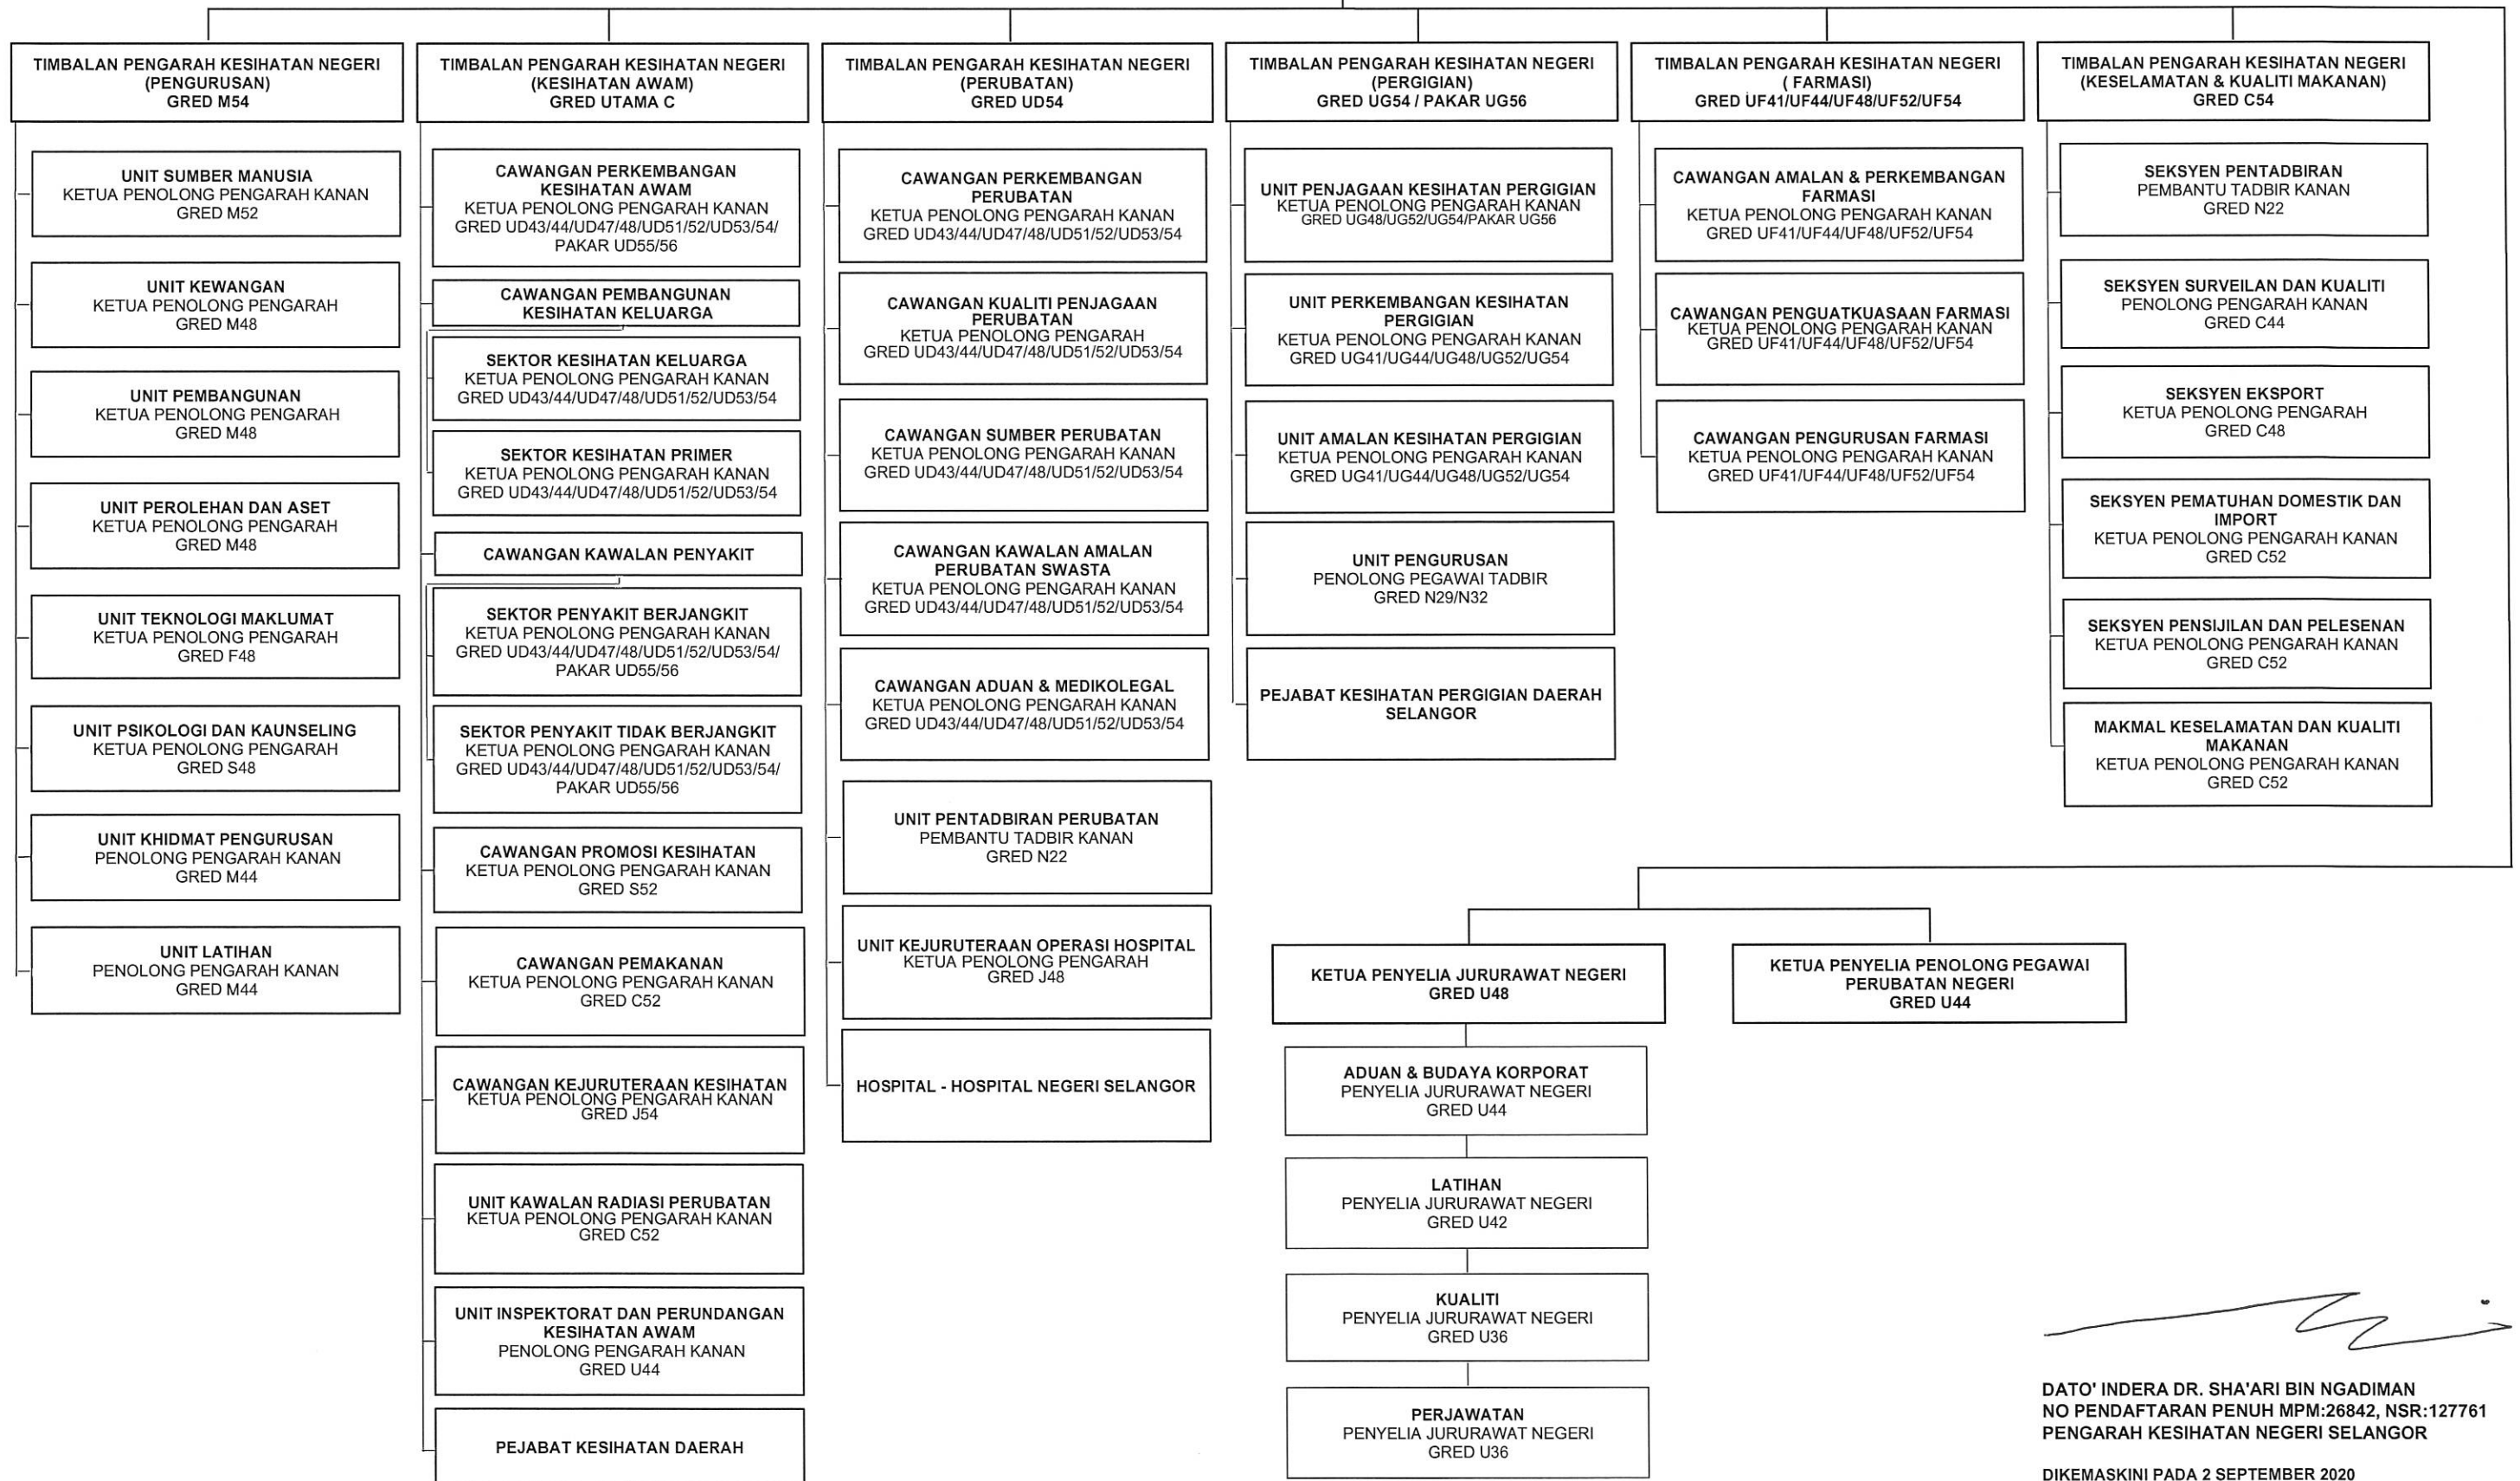 TIMBALAN PENGARAH KESIHATAN NEGERI
(PENGURUSAN)
GRED M54
UNIT SUMBER MANUSIA
KETUA PENOLONG PENGARAH KANAN
GRED M52
UNIT KEWANGAN
KETUA PENOLONG PENGARAH
GRED M48
UNIT PEMBANGUNAN
KETUA PENOLONG PENGARAH
GRED M48
UNIT PEROLEHAN DAN ASET
KETUA PENOLONG PENGARAH
GRED M48
UNIT TEKNOLOGI MAKLUMAT
KETUA PENOLONG PENGARAH
GRED F48
UNIT PSIKOLOGI DAN KAUNSELING
KETUA PENOLONG PENGARAH
GRED S48
UNIT KHIDMAT PENGURUSAN
PENOLONG PENGARAH KANAN
GRED M44
UNIT LATIHAN
PENOLONG PENGARAH KANAN
GRED M44
TIMBALAN PENGARAH KESIHATAN NEGERI
(KESIHATAN AWAM)
GRED UTAMA C
CAWANGAN PERKEMBANGAN
KESIHATAN AWAM
KETUA PENOLONG PENGARAH KANAN
GRED UD43/44/UD47/48/UD51/52/UD53/54/
PAKAR UD55/56
CAWANGAN PEMBANGUNAN
KESIHATAN KELUARGA
SEKTOR KESIHATAN KELUARGA
KETUA PENOLONG PENGARAH KANAN
GRED UD43/44/UD47/48/UD51/52/UD53/54
SEKTOR KESIHATAN PRIMER
KETUA PENOLONG PENGARAH KANAN
GRED UD43/44/UD47/48/UD51/52/UD53/54
CAWANGAN KAWALAN PENYAKIT
SEKTOR PENYAKIT BERJANGKIT
KETUA PENOLONG PENGARAH KANAN
GRED UD43/44/UD47/48/UD51/52/UD53/54/
PAKAR UD55/56
SEKTOR PENYAKIT TIDAK BERJANGKIT
KETUA PENOLONG PENGARAH KANAN
GRED UD43/44/UD47/48/UD51/52/UD53/54/
PAKAR UD55/56
CAWANGAN PROMOSI KESIHATAN
KETUA PENOLONG PENGARAH KANAN
GRED S52
CAWANGAN PEMAKANAN
KETUA PENOLONG PENGARAH KANAN
GRED C52
CAWANGAN KEJURUTERAAN KESIHATAN
KETUA PENOLONG PENGARAH KANAN
GRED J54
UNIT KAWALAN RADIASI PERUBATAN
KETUA PENOLONG PENGARAH KANAN
GRED C52
UNIT INSPEKTORAT DAN PERUNDANGAN
KESIHATAN AWAM
PENOLONG PENGARAH KANAN
GRED U44
PEJABAT KESIHATAN DAERAH
TIMBALAN PENGARAH KESIHATAN NEGERI
(PERUBATAN)
GRED UD54
CAWANGAN PERKEMBANGAN
PERUBATAN
KETUA PENOLONG PENGARAH KANAN
GRED UD43/44/UD47/48/UD51/52/UD53/54
CAWANGAN KUALITI PENJAGAAN
PERUBATAN
KETUA PENOLONG PENGARAH
GRED UD43/44/UD47/48/UD51/52/UD53/54
CAWANGAN SUMBER PERUBATAN
KETUA PENOLONG PENGARAH KANAN
GRED UD43/44/UD47/48/UD51/52/UD53/54
CAWANGAN KAWALAN AMALAN
PERUBATAN SWASTA
KETUA PENOLONG PENGARAH KANAN
GRED UD43/44/UD47/48/UD51/52/UD53/54
CAWANGAN ADUAN & MEDIKOLEGAL
KETUA PENOLONG PENGARAH KANAN
GRED UD43/44/UD47/48/UD51/52/UD53/54
UNIT PENTADBIRAN PERUBATAN
PEMBANTU TADBIR KANAN
GRED N22
UNIT KEJURUTERAAN OPERASI HOSPITAL
KETUA PENOLONG PENGARAH
GRED J48
HOSPITAL - HOSPITAL NEGERI SELANGOR
TIMBALAN PENGARAH KESIHATAN NEGERI
(PERGIGIAN)
GRED UG54 / PAKAR UG56
UNIT PENJAGAAN KESIHATAN PERGIGIAN
KETUA PENOLONG PENGARAH KANAN
GRED UG48/UG52/UG54/PAKAR UG56
UNIT PERKEMBANGAN KESIHATAN
PERGIGIAN
KETUA PENOLONG PENGARAH KANAN
GRED UG41/UG44/UG48/UG52/UG54
UNIT AMALAN KESIHATAN PERGIGIAN
KETUA PENOLONG PENGARAH KANAN
GRED UG41/UG44/UG48/UG52/UG54
UNIT PENGURUSAN
PENOLONG PEGAWAI TADBIR
GRED N29/N32
PEJABAT KESIHATAN PERGIGIAN DAERAH
SELANGOR
TIMBALAN PENGARAH KESIHATAN NEGERI
( FARMASI)
GRED UF41/UF44/UF48/UF52/UF54
CAWANGAN AMALAN & PERKEMBANGAN
FARMASI
KETUA PENOLONG PENGARAH KANAN
GRED UF41/UF44/UF48/UF52/UF54
CAWANGAN PENGUATKUASAAN FARMASI
KETUA PENOLONG PENGARAH KANAN
GRED UF41/UF44/UF48/UF52/UF54
CAWANGAN PENGURUSAN FARMASI
KETUA PENOLONG PENGARAH KANAN
GRED UF41/UF44/UF48/UF52/UF54
TIMBALAN PENGARAH KESIHATAN NEGERI
(KESELAMATAN & KUALITI MAKANAN)
GRED C54
SEKSYEN PENTADBIRAN
PEMBANTU TADBIR KANAN
GRED N22
SEKSYEN SURVEILAN DAN KUALITI
PENOLONG PENGARAH KANAN
GRED C44
SEKSYEN EKSPORT
KETUA PENOLONG PENGARAH
GRED C48
SEKSYEN PEMATUHAN DOMESTIK DAN
IMPORT
KETUA PENOLONG PENGARAH KANAN
GRED C52
SEKSYEN PENSIJILAN DAN PELESENAN
KETUA PENOLONG PENGARAH KANAN
GRED C52
MAKMAL KESELAMATAN DAN KUALITI
MAKANAN
KETUA PENOLONG PENGARAH KANAN
GRED C52
KETUA PENYELIA JURURAWAT NEGERI
GRED U48
ADUAN & BUDAYA KORPORAT
PENYELIA JURURAWAT NEGERI
GRED U44
LATIHAN
PENYELIA JURURAWAT NEGERI
GRED U42
KUALITI
PENYELIA JURURAWAT NEGERI
GRED U36
PERJAWATAN
PENYELIA JURURAWAT NEGERI
GRED U36
KETUA PENYELIA PENOLONG PEGAWAI
PERUBATAN NEGERI
GRED U44
DATO' INDERA DR. SHA'ARI BIN NGADIMAN
NO PENDAFTARAN PENUH MPM:26842, NSR:127761
PENGARAH KESIHATAN NEGERI SELANGOR
DIKEMASKINI PADA 2 SEPTEMBER 2020